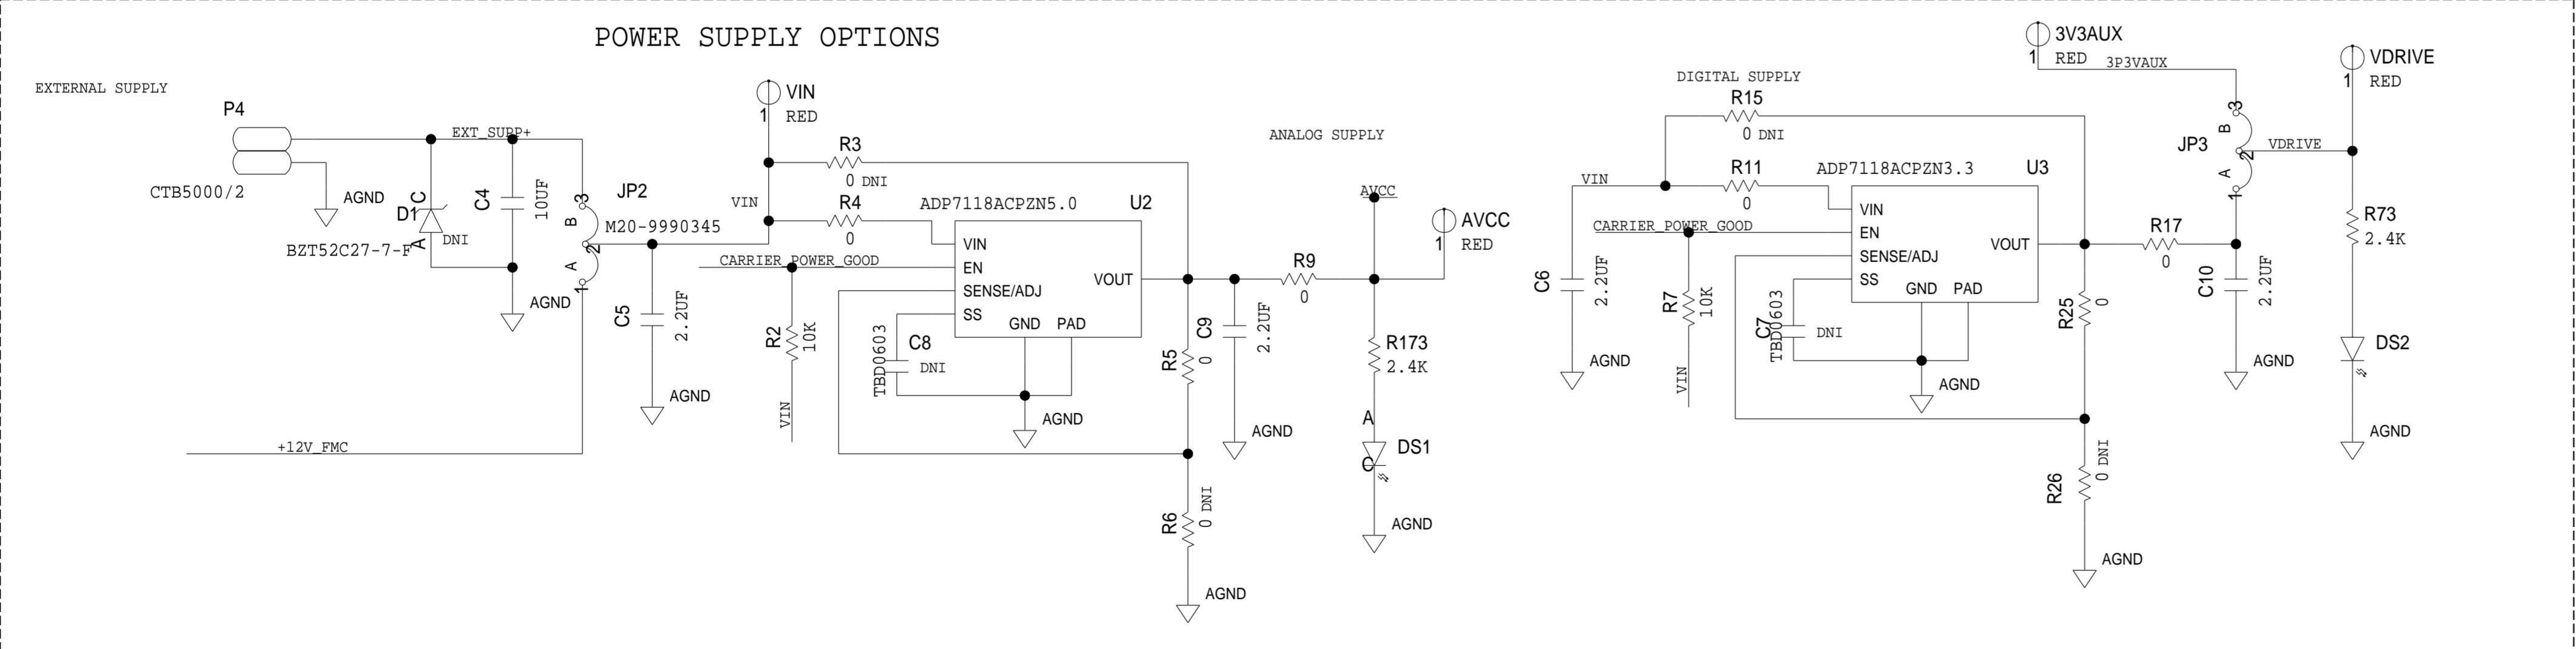 POWER SUPPLY OPTIONS
EXTERNAL SUPPLY
P4
CTB5000/2
AGND
EXT_SUPP+
D1
C
A
DNI
BZT52C27-7-F
C4
10UF
AGND
JP2
M20-9990345
3
B
2
A
1
+12V_FMC
C5
2.2UF
AGND
VIN
1
RED
VIN
R3
0 DNI
R4
0
CARRIER_POWER_GOOD
R2
10K
VIN
ADP7118ACPZN5.0
U2
VIN
EN
SENSE/ADJ
SS
GND
PAD
VOUT
C8
TBD0603
DNI
AGND
R5
0
R6
0 DNI
AGND
C9
2.2UF
AGND
ANALOG SUPPLY
R9
0
AVCC
AVCC
1
RED
R173
2.4K
A
C
DS1
AGND
DIGITAL SUPPLY
R15
0 DNI
VIN
R11
0
CARRIER_POWER_GOOD
C6
2.2UF
AGND
R7
10K
VIN
ADP7118ACPZN3.3
U3
VIN
EN
SENSE/ADJ
SS
GND
PAD
VOUT
C7
TBD0603
DNI
AGND
R25
0
R26
0 DNI
AGND
R17
0
C10
2.2UF
AGND
3V3AUX
1
RED
3P3VAUX
JP3
3
B
2
A
1
VDRIVE
VDRIVE
1
RED
R73
2.4K
DS2
AGND